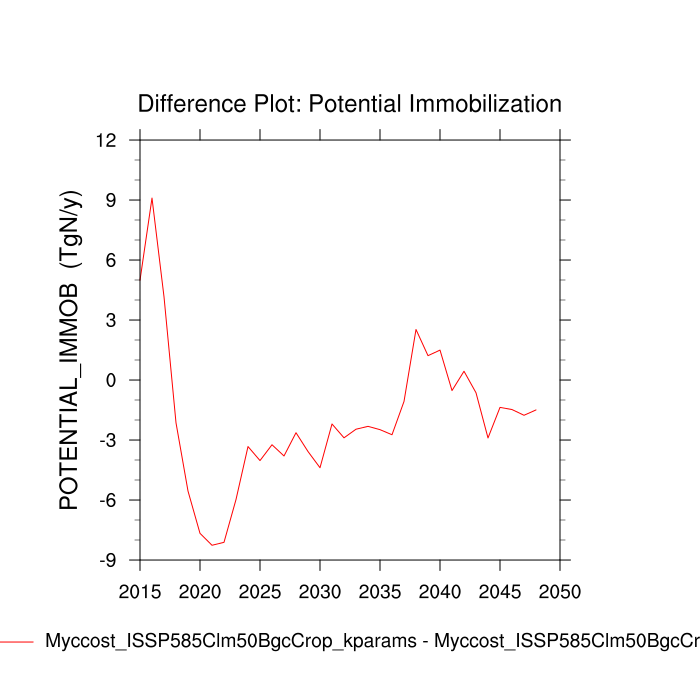 Difference Plot: Potential Immobilization
POTENTIAL_IMMOB (TgN/y)
12
9
6
3
0
-3
-6
-9
2015 2020 2025 2030 2035 2040 2045 2050
Myccost_ISSP585Clm50BgcCrop_kparams - Myccost_ISSP585Clm50BgcCr